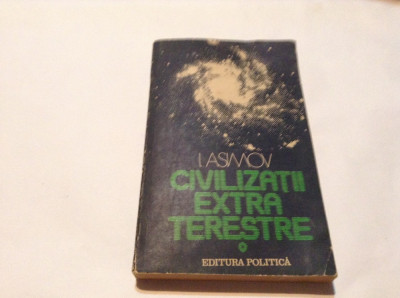 I. ASIMOV
CIVILIZAȚII
EXTRA
TERESTRE
EDITURA POLITICĂ